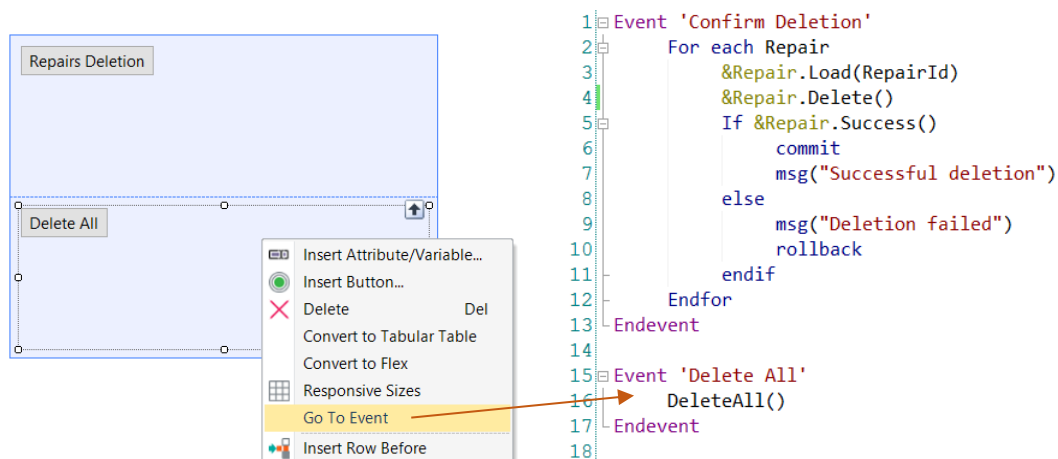 Repairs Deletion
Delete All
Insert Attribute/Variable...
Insert Button...
Delete Del
Convert to Tabular Table
Convert to Flex
Responsive Sizes
Go To Event
Insert Row Before
1 Event 'Confirm Deletion'
2 For each Repair
3 &Repair.Load(RepairId)
4 &Repair.Delete()
5 If &Repair.Success()
6 commit
7 msg("Successful deletion")
8 else
9 msg("Deletion failed")
10 rollback
11 endif
12 Endfor
13 Endevent
14
15 Event 'Delete All'
16 DeleteAll()
17 Endevent
18